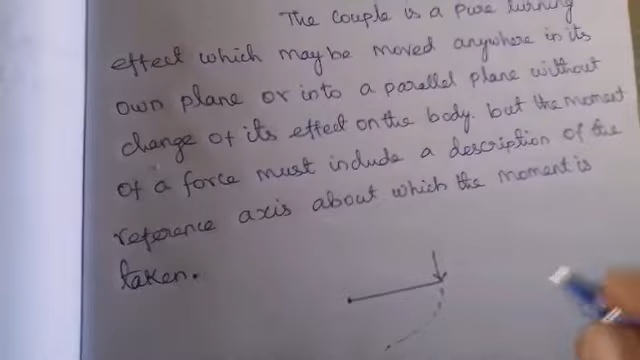 The Couple is a pure turning
effect which may be moved anywhere in its
own plane or into a parallel plane without
change of its effect on the body. but the moment
of a force must include a description of the
reference axis about which the moment is
taken.